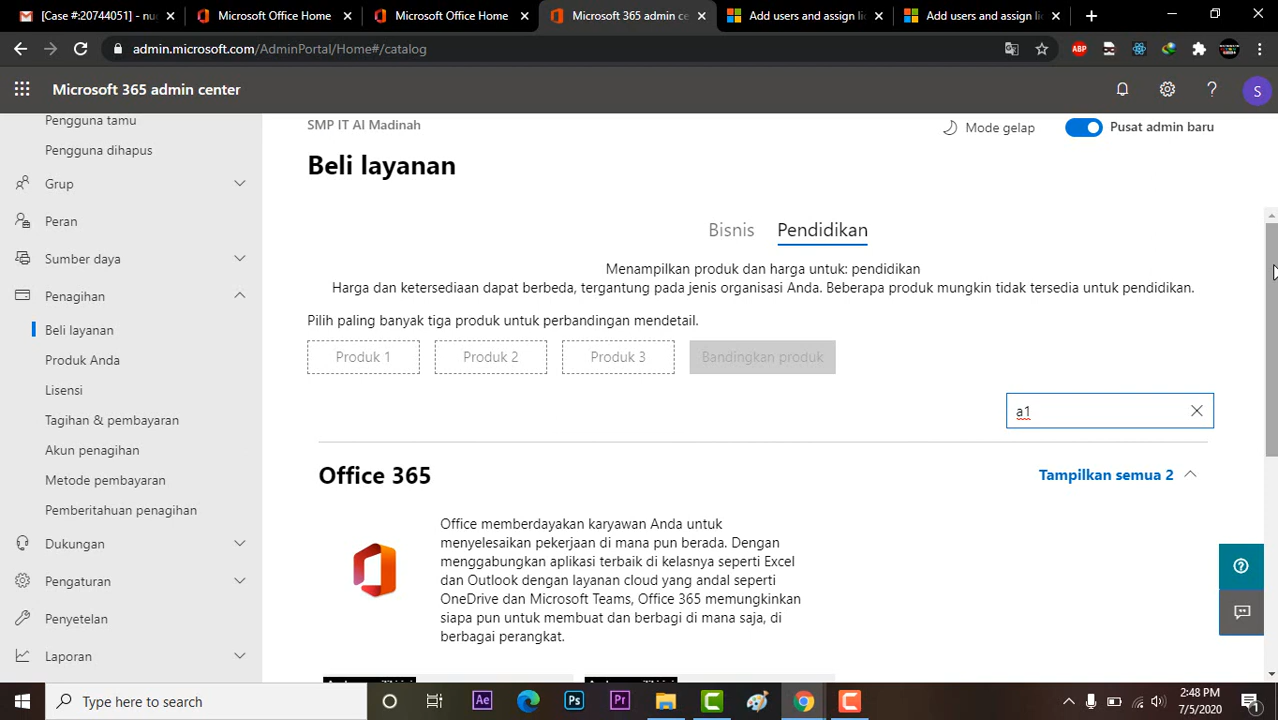 [Case #:20744051] - nu
Microsoft Office Home
Microsoft Office Home
Microsoft 365 admin ce
Add users and assign lic
Add users and assign lic
admin.microsoft.com/AdminPortal/Home#/catalog
ABP
Microsoft 365 admin center
S
Pengguna tamu
Pengguna dihapus
Grup
Peran
Sumber daya
Penagihan
Beli layanan
Produk Anda
Lisensi
Tagihan & pembayaran
Akun penagihan
Metode pembayaran
Pemberitahuan penagihan
Dukungan
Pengaturan
Penyetelan
Laporan
SMP IT Al Madinah
Mode gelap
Pusat admin baru
Beli layanan
Bisnis
Pendidikan
Menampilkan produk dan harga untuk: pendidikan
Harga dan ketersediaan dapat berbeda, tergantung pada jenis organisasi Anda. Beberapa produk mungkin tidak tersedia untuk pendidikan.
Pilih paling banyak tiga produk untuk perbandingan mendetail.
Produk 1
Produk 2
Produk 3
Bandingkan produk
a1
Office 365
Tampilkan semua 2
Office memberdayakan karyawan Anda untuk
menyelesaikan pekerjaan di mana pun berada. Dengan
menggabungkan aplikasi terbaik di kelasnya seperti Excel
dan Outlook dengan layanan cloud yang andal seperti
OneDrive dan Microsoft Teams, Office 365 memungkinkan
siapa pun untuk membuat dan berbagi di mana saja, di
berbagai perangkat.
Type here to search
Ae
Ps
Pr
2:48 PM
7/5/2020
1